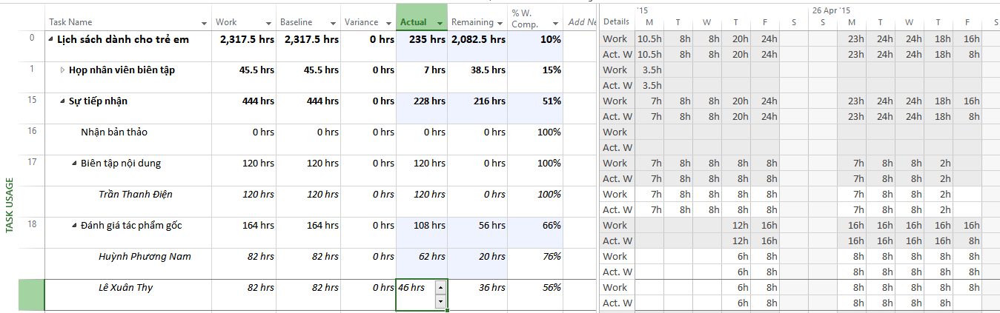 '15 26 Apr '15
Task Name Work Baseline Variance Actual Remaining % W. Comp. Add Ne Details M T W T F S S M T W T F S
0 Lịch sách dành cho trẻ em 2,317.5 hrs 2,317.5 hrs 0 hrs 235 hrs 2,082.5 hrs 10% Work 10.5h 8h 8h 20h 24h 23h 24h 24h 18h 16h
Act. W 10.5h 8h 8h 20h 24h 23h 24h 24h 18h 8h
1 Họp nhân viên biên tập 45.5 hrs 45.5 hrs 0 hrs 7 hrs 38.5 hrs 15% Work 3.5h
Act. W 3.5h
15 Sự tiếp nhận 444 hrs 444 hrs 0 hrs 228 hrs 216 hrs 51% Work 7h 8h 8h 20h 24h 23h 24h 24h 18h 16h
Act. W 7h 8h 8h 20h 24h 23h 24h 24h 18h 8h
16 Nhận bản thảo 0 hrs 0 hrs 0 hrs 0 hrs 0 hrs 100% Work
Act. W
17 Biên tập nội dung 120 hrs 120 hrs 0 hrs 120 hrs 0 hrs 100% Work 7h 8h 8h 8h 8h 7h 8h 8h 2h
Act. W 7h 8h 8h 8h 8h 7h 8h 8h 2h
Trần Thanh Điện 120 hrs 120 hrs 0 hrs 120 hrs 0 hrs 100% Work 7h 8h 8h 8h 8h 7h 8h 8h 2h
Act. W 7h 8h 8h 8h 8h 7h 8h 8h 2h
18 Đánh giá tác phẩm gốc 164 hrs 164 hrs 0 hrs 108 hrs 56 hrs 66% Work 12h 16h 16h 16h 16h 16h 16h
Act. W 12h 16h 16h 16h 16h 16h 8h
Huỳnh Phương Nam 82 hrs 82 hrs 0 hrs 62 hrs 20 hrs 76% Work 6h 8h 8h 8h 8h 8h 8h
Act. W 6h 8h 8h 8h 8h 8h 8h
Lê Xuân Thy 82 hrs 82 hrs 0 hrs 46 hrs 36 hrs 56% Work 6h 8h 8h 8h 8h 8h 8h
Act. W 6h 8h 8h 8h 8h 8h
TASK USAGE